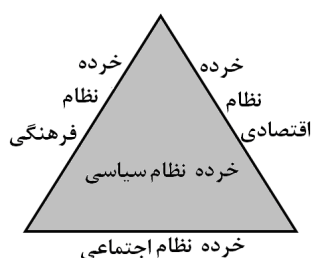 خرده
نظام
اقتصادی
خرده
نظام
فرهنگی
خرده نظام سیاسی
خرده نظام اجتماعی